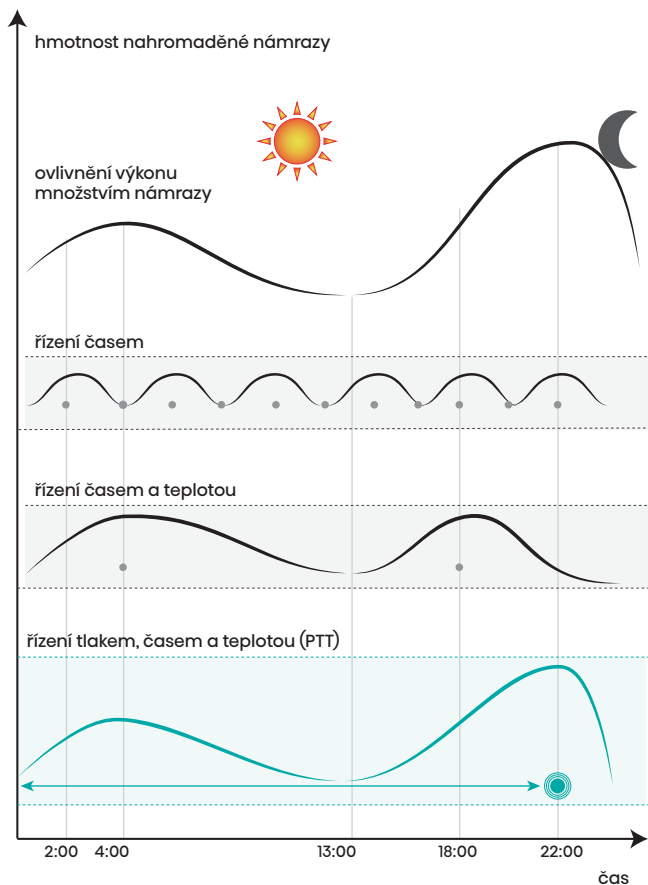 hmotnost nahromaděné námrazy
ovlivnění výkonu
množstvím námrazy
řízení časem
řízení časem a teplotou
řízení tlakem, časem a teplotou (PTT)
2:00 4:00 13:00 18:00 22:00
čas